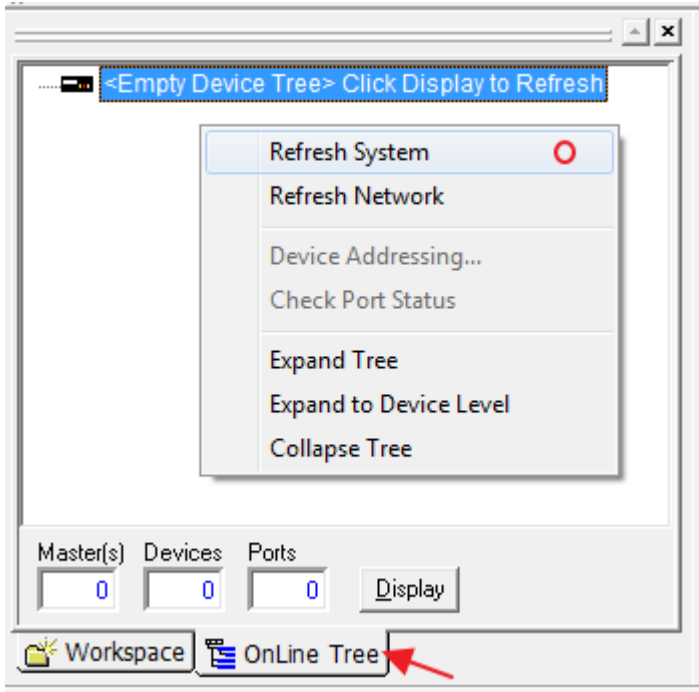 <Empty Device Tree> Click Display to Refresh
Refresh System
Refresh Network
Device Addressing...
Check Port Status
Expand Tree
Expand to Device Level
Collapse Tree
Master(s) Devices Ports
0 0 0 Display
Workspace OnLine Tree